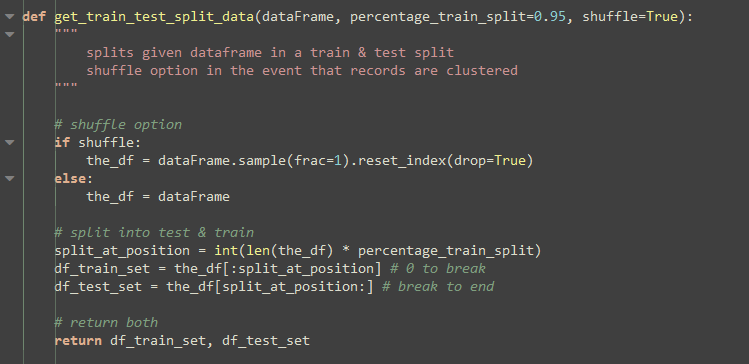 def get_train_test_split_data(dataFrame, percentage_train_split=0.95, shuffle=True):
"""
splits given dataframe in a train & test split
shuffle option in the event that records are clustered
"""
# shuffle option
if shuffle:
the_df = dataFrame.sample(frac=1).reset_index(drop=True)
else:
the_df = dataFrame
# split into test & train
split_at_position = int(len(the_df) * percentage_train_split)
df_train_set = the_df[:split_at_position] # 0 to break
df_test_set = the_df[split_at_position:] # break to end
# return both
return df_train_set, df_test_set